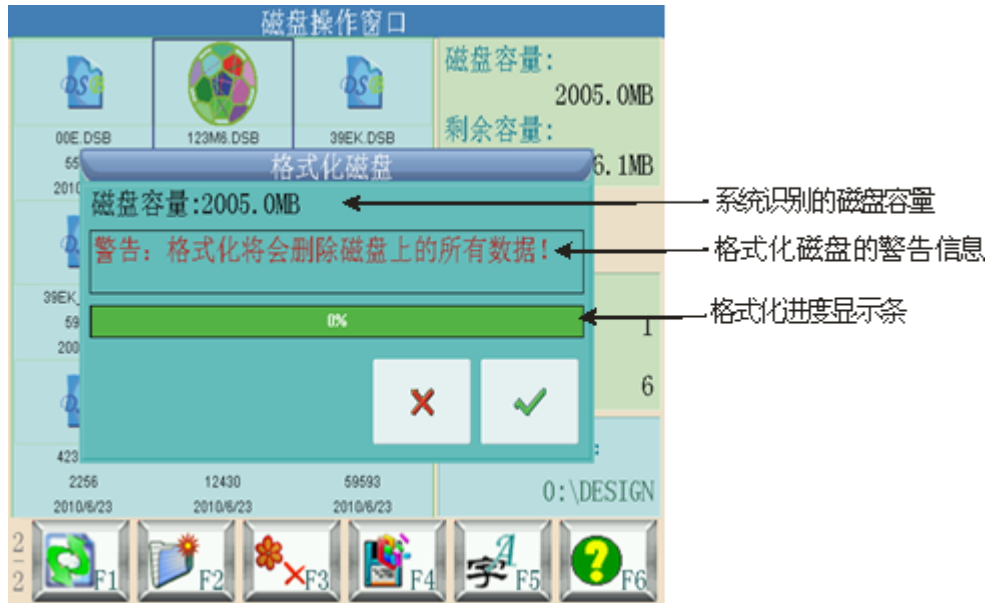 磁盘操作窗口
磁盘容量:
2005.0MB
剩余容量:
6.1MB
00E.DSB
123M6.DSB
39EK.DSB
55
2010
格式化磁盘
磁盘容量:2005.0MB
警告: 格式化将会删除磁盘上的所有数据!
0%
系统识别的磁盘容量
格式化磁盘的警告信息
格式化进度显示条
39EK_
59
200
1
6
423
2256
12430
59593
2010/6/23
2010/6/23
2010/6/23
0:\DESIGN
2
2
F1
F2
F3
F4
字A
F5
?
F6